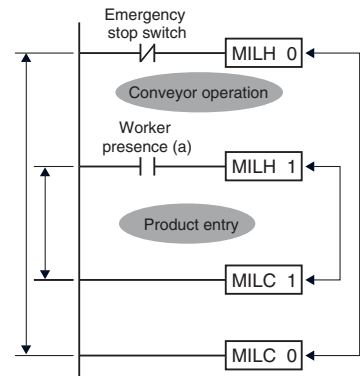 Emergency
stop switch
MILH 0
Conveyor operation
Worker
presence (a)
MILH 1
Product entry
MILC 1
MILC 0